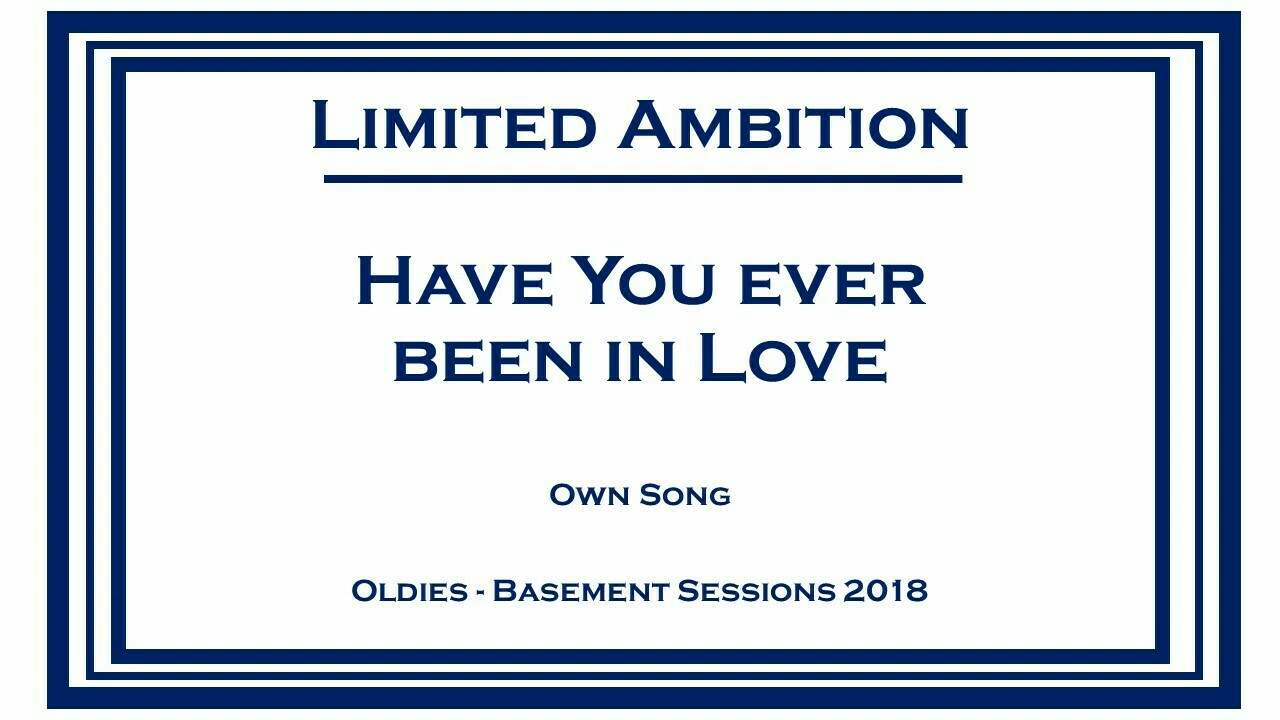 Limited Ambition
Have You ever
been in Love
Own Song
Oldies - Basement Sessions 2018